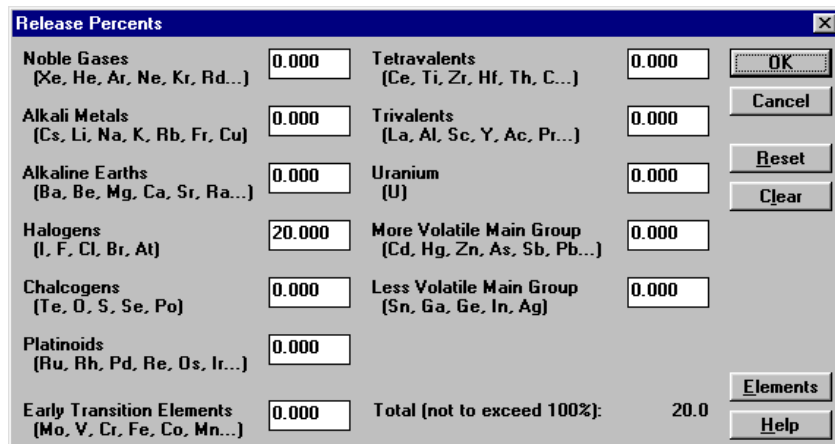 Release Percents
Noble Gases 0.000
(Xe, He, Ar, Ne, Kr, Rd...)
Alkali Metals 0.000
(Cs, Li, Na, K, Rb, Fr, Cu)
Alkaline Earths 0.000
(Ba, Be, Mg, Ca, Sr, Ra...)
Halogens 20.000
(I, F, Cl, Br, At)
Chalcogens 0.000
(Te, O, S, Se, Po)
Platinoids 0.000
(Ru, Rh, Pd, Re, Os, Ir...)
Early Transition Elements 0.000
(Mo, V, Cr, Fe, Co, Mn...)
Tetravalents 0.000
(Ce, Ti, Zr, Hf, Th, C...)
Trivalents 0.000
(La, Al, Sc, Y, Ac, Pr...)
Uranium 0.000
(U)
More Volatile Main Group 0.000
(Cd, Hg, Zn, As, Sb, Pb...)
Less Volatile Main Group 0.000
(Sn, Ga, Ge, In, Ag)
Total (not to exceed 100%): 20.0
OK
Cancel
Reset
Clear
Elements
Help